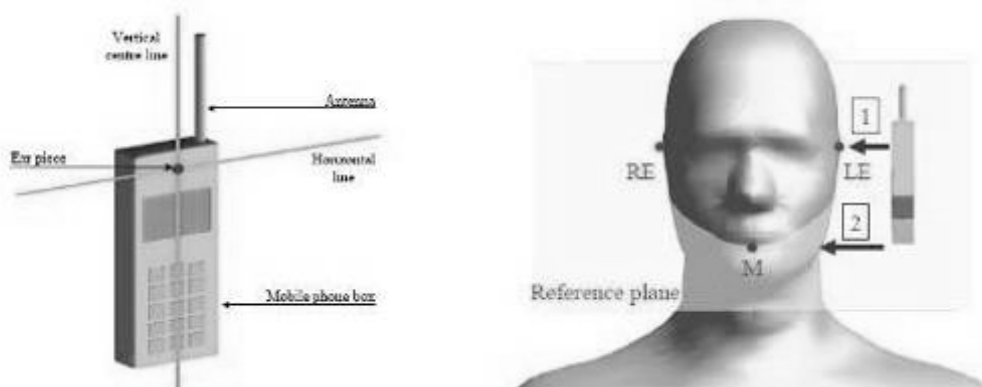 Vertical
centre line
Antenna
Ear piece
Horizontal
line
Mobile phone box
1
RE
LE
2
M
Reference plane